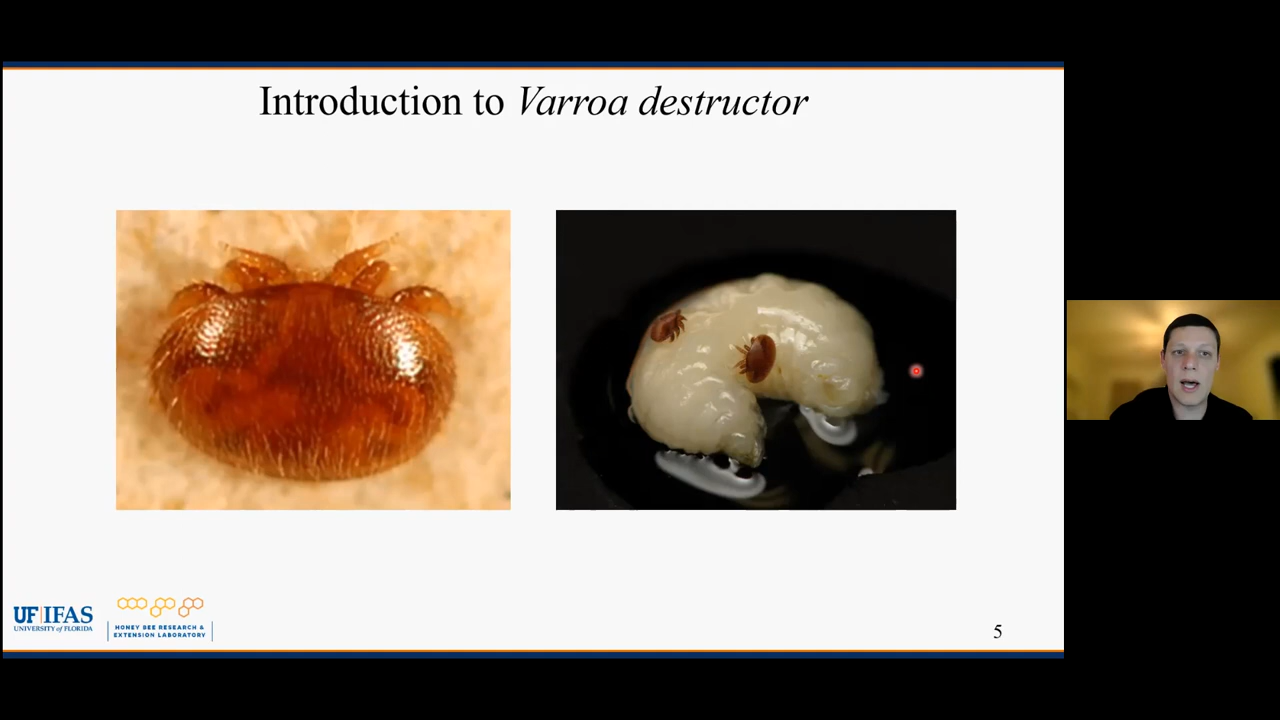 Introduction to Varroa destructor
UF|IFAS
UNIVERSITY of FLORIDA
HONEY BEE RESEARCH &
EXTENSION LABORATORY
5